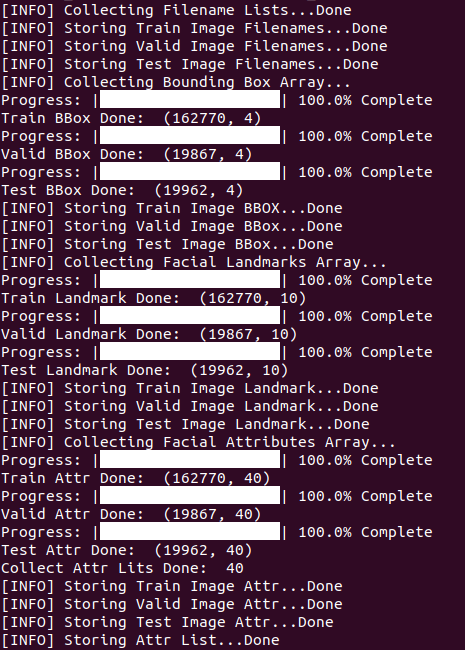 [INFO] Collecting Filename Lists...Done
[INFO] Storing Train Image Filenames...Done
[INFO] Storing Valid Image Filenames...Done
[INFO] Storing Test Image Filenames...Done
[INFO] Collecting Bounding Box Array...
Progress: |██████████████████████████████| 100.0% Complete
Train BBox Done:  (162770, 4)
Progress: |██████████████████████████████| 100.0% Complete
Valid BBox Done:  (19867, 4)
Progress: |██████████████████████████████| 100.0% Complete
Test BBox Done:  (19962, 4)
[INFO] Storing Train Image BBOX...Done
[INFO] Storing Valid Image BBox...Done
[INFO] Storing Test Image BBox...Done
[INFO] Collecting Facial Landmarks Array...
Progress: |██████████████████████████████| 100.0% Complete
Train Landmark Done:  (162770, 10)
Progress: |██████████████████████████████| 100.0% Complete
Valid Landmark Done:  (19867, 10)
Progress: |██████████████████████████████| 100.0% Complete
Test Landmark Done:  (19962, 10)
[INFO] Storing Train Image Landmark...Done
[INFO] Storing Valid Image Landmark...Done
[INFO] Storing Test Image Landmark...Done
[INFO] Collecting Facial Attributes Array...
Progress: |██████████████████████████████| 100.0% Complete
Train Attr Done:  (162770, 40)
Progress: |██████████████████████████████| 100.0% Complete
Valid Attr Done:  (19867, 40)
Progress: |██████████████████████████████| 100.0% Complete
Test Attr Done:  (19962, 40)
Collect Attr Lits Done:  40
[INFO] Storing Train Image Attr...Done
[INFO] Storing Valid Image Attr...Done
[INFO] Storing Test Image Attr...Done
[INFO] Storing Attr List...Done